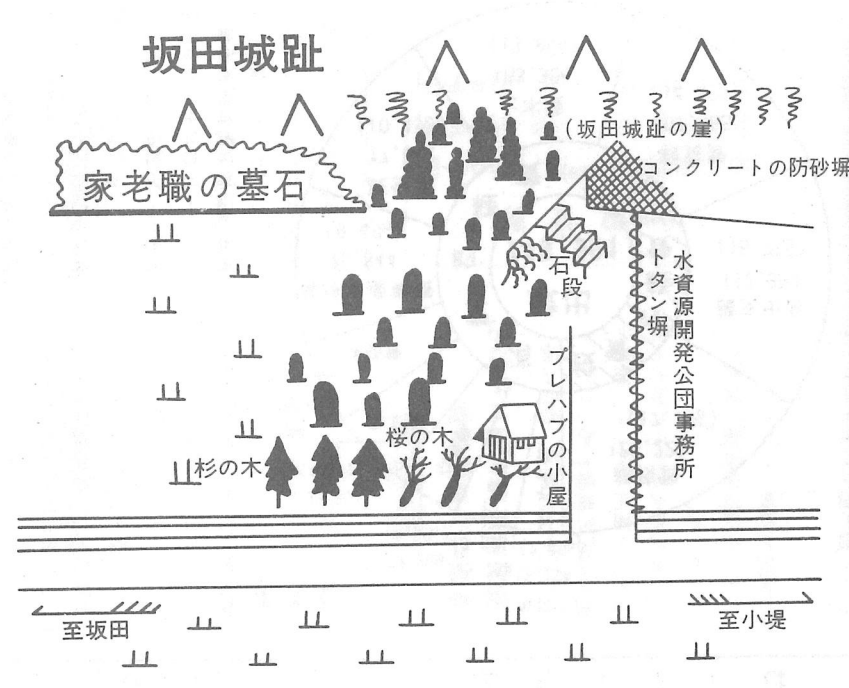 坂田城趾
(坂田城趾の崖)
コンクリートの防砂塀
家老職の墓石
石段
トタン塀
水資源開発公団事務所
プレハブの小屋
桜の木
杉の木
至坂田
至小堤